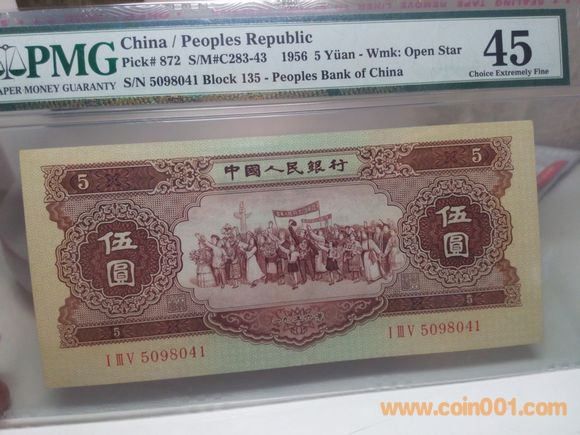 PMG
PAPER MONEY GUARANTY
China / Peoples Republic
Pick# 872 S/M#C283-43 1956 5 Yüan - Wmk: Open Star
S/N 5098041 Block 135 - Peoples Bank of China
45
Choice Extremely Fine
中國人民銀行
5
5
伍圓
伍圓
5
5
I III V 5098041
I III V 5098041
www.coin001.com